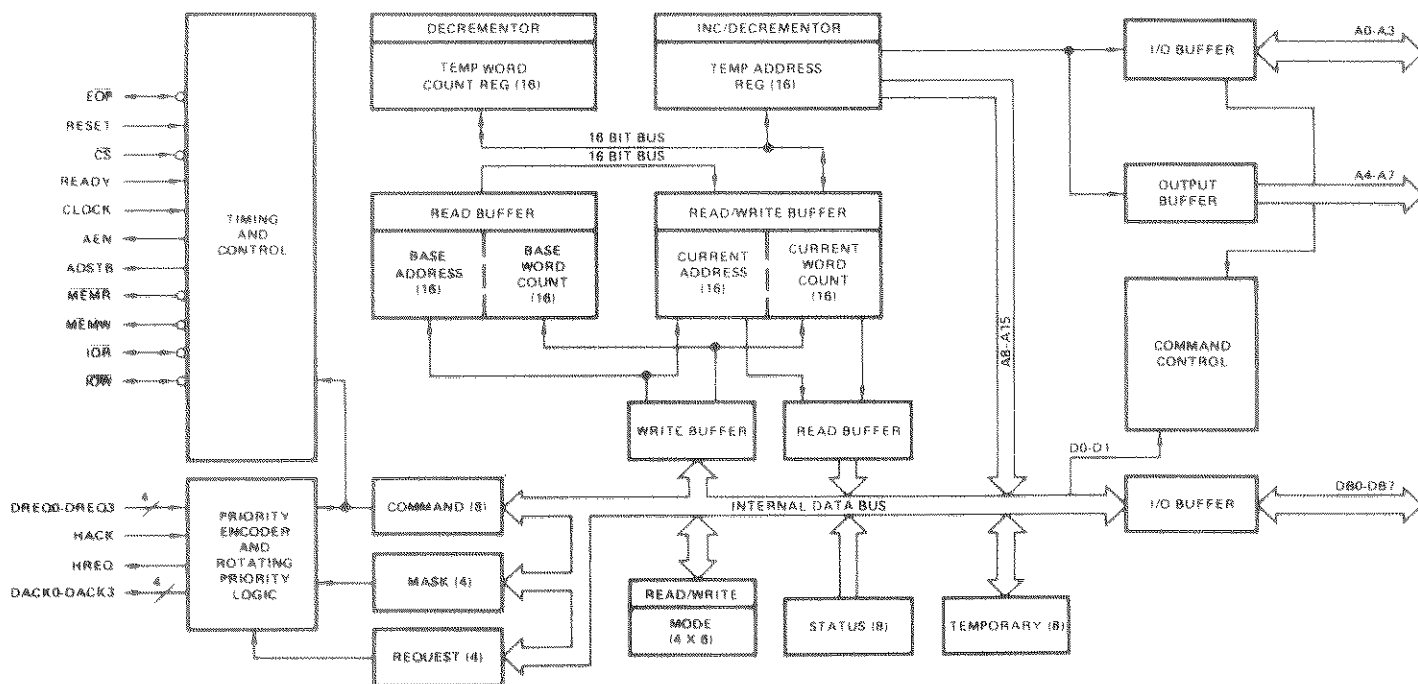 DECREMENTOR
TEMP WORD
COUNT REG (16)
INC/DECREMENTOR
TEMP ADDRESS
REG (16)
I/O BUFFER
A0-A3
EOP
RESET
CS
READY
CLOCK
AEN
ADSTB
MEMR
MEMW
IOR
IOW
TIMING
AND
CONTROL
16 BIT BUS
16 BIT BUS
READ BUFFER
BASE
ADDRESS
(16)
BASE
WORD
COUNT
(16)
READ/WRITE BUFFER
CURRENT
ADDRESS
(16)
CURRENT
WORD
COUNT
(16)
OUTPUT
BUFFER
A4-A7
A8-A15
COMMAND
CONTROL
WRITE BUFFER
READ BUFFER
D0-D1
DREQ0-DREQ3
4
HACK
HREQ
DACK0-DACK3
4
PRIORITY
ENCODER
AND
ROTATING
PRIORITY
LOGIC
COMMAND (8)
MASK (4)
REQUEST (4)
INTERNAL DATA BUS
I/O BUFFER
DB0-DB7
READ/WRITE
MODE
(4 X 6)
STATUS (8)
TEMPORARY (8)